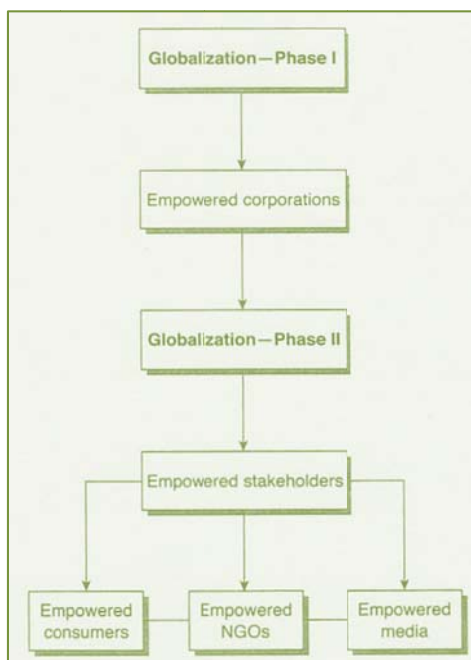 Globalization—Phase I
Empowered corporations
Globalization—Phase II
Empowered stakeholders
Empowered
consumers
Empowered
NGOs
Empowered
media